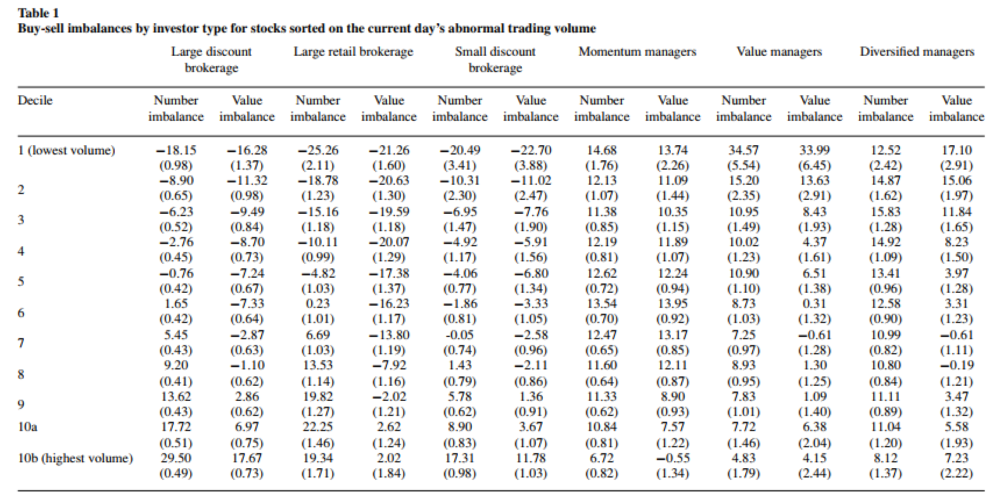 Table 1
Buy-sell imbalances by investor type for stocks sorted on the current day's abnormal trading volume
Large discount brokerage Large retail brokerage Small discount brokerage Momentum managers Value managers Diversified managers
Decile Number imbalance Value imbalance Number imbalance Value imbalance Number imbalance Value imbalance Number imbalance Value imbalance Number imbalance Value imbalance Number imbalance Value imbalance
1 (lowest volume) −18.15 −16.28 −25.26 −21.26 −20.49 −22.70 14.68 13.74 34.57 33.99 12.52 17.10
(0.98) (1.37) (2.11) (1.60) (3.41) (3.88) (1.76) (2.26) (5.54) (6.45) (2.42) (2.91)
2 −8.90 −11.32 −18.78 −20.63 −10.31 −11.02 12.13 11.09 15.20 13.63 14.87 15.06
(0.65) (0.98) (1.23) (1.30) (2.30) (2.47) (1.07) (1.44) (2.35) (2.91) (1.62) (1.97)
3 −6.23 −9.49 −15.16 −19.59 −6.95 −7.76 11.38 10.35 10.95 8.43 15.83 11.84
(0.52) (0.84) (1.18) (1.18) (1.47) (1.90) (0.85) (1.15) (1.49) (1.93) (1.28) (1.65)
4 −2.76 −8.70 −10.11 −20.07 −4.92 −5.91 12.19 11.89 10.02 4.37 14.92 8.23
(0.45) (0.73) (0.99) (1.29) (1.17) (1.56) (0.81) (1.07) (1.23) (1.61) (1.09) (1.50)
5 −0.76 −7.24 −4.82 −17.38 −4.06 −6.80 12.62 12.24 10.90 6.51 13.41 3.97
(0.42) (0.67) (1.03) (1.37) (0.77) (1.34) (0.72) (0.94) (1.10) (1.38) (0.96) (1.28)
6 1.65 −7.33 0.23 −16.23 −1.86 −3.33 13.54 13.95 8.73 0.31 12.58 3.31
(0.42) (0.64) (1.01) (1.17) (0.81) (1.05) (0.70) (0.92) (1.03) (1.32) (0.90) (1.23)
7 5.45 −2.87 6.69 −13.80 -0.05 −2.58 12.47 13.17 7.25 −0.61 10.99 −0.61
(0.43) (0.63) (1.03) (1.19) (0.74) (0.96) (0.65) (0.85) (0.97) (1.28) (0.82) (1.11)
8 9.20 −1.10 13.53 −7.92 1.43 −2.11 11.60 12.11 8.93 1.30 10.80 −0.19
(0.41) (0.62) (1.14) (1.16) (0.79) (0.86) (0.64) (0.87) (0.95) (1.25) (0.84) (1.21)
9 13.62 2.86 19.82 −2.02 5.78 1.36 11.33 8.90 7.83 1.09 11.11 3.47
(0.43) (0.62) (1.27) (1.21) (0.62) (0.91) (0.62) (0.93) (1.01) (1.40) (0.89) (1.32)
10a 17.72 6.97 22.25 2.62 8.90 3.67 10.84 7.57 7.72 6.38 11.04 5.58
(0.51) (0.75) (1.46) (1.24) (0.83) (1.07) (0.81) (1.22) (1.46) (2.04) (1.20) (1.93)
10b (highest volume) 29.50 17.67 19.34 2.02 17.31 11.78 6.72 −0.55 4.83 4.15 8.12 7.23
(0.49) (0.73) (1.71) (1.84) (0.98) (1.03) (0.82) (1.34) (1.79) (2.44) (1.37) (2.22)